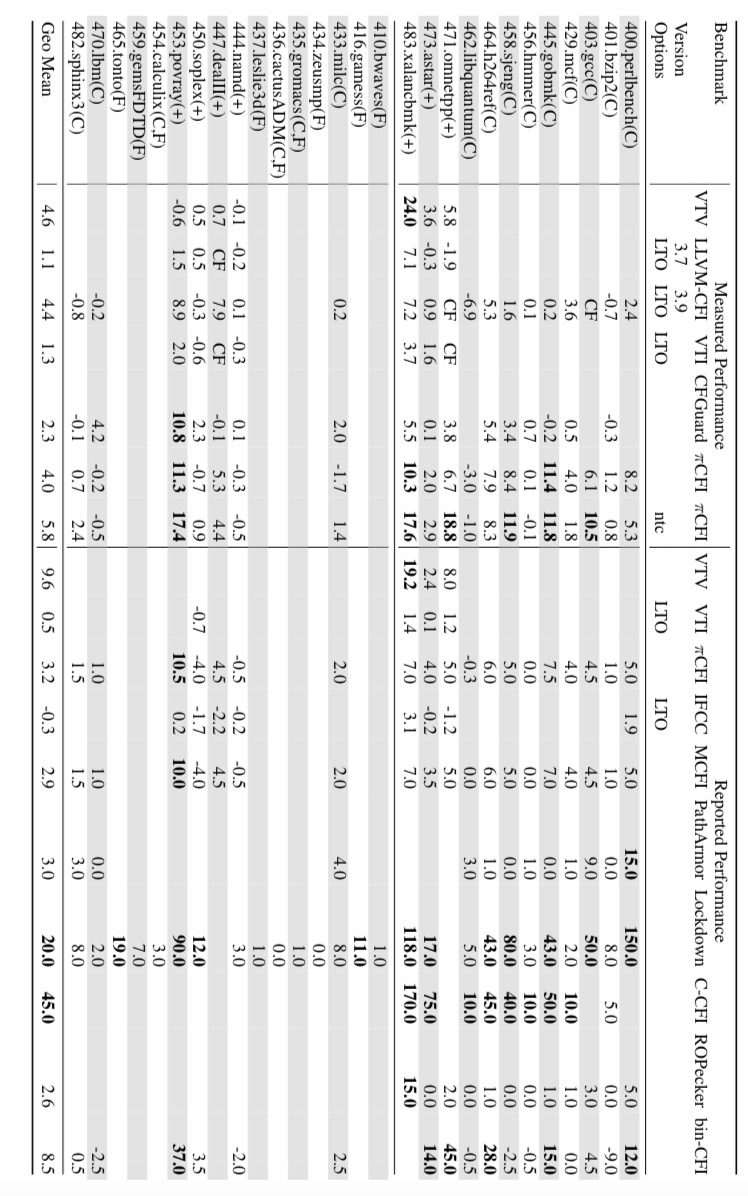 Measured Performance Reported Performance
Benchmark VTV LLVM-CFI VTI CFGuard πCFI πCFI VTV VTI πCFI IFCC MCFI PathArmor Lockdown C-CFI ROPecker bin-CFI
Version 3.7 3.9
Options LTO LTO LTO ntc LTO LTO
400.perlbench(C) 2.4 8.2 5.3 5.0 1.9 5.0 15.0 150.0 5.0 12.0
401.bzip2(C) -0.7 -0.3 1.2 0.8 1.0 1.0 0.0 8.0 5.0 0.0 -9.0
403.gcc(C) CF 6.1 10.5 4.5 4.5 9.0 50.0 3.0 4.5
429.mcf(C) 3.6 0.5 4.0 1.8 4.0 4.0 1.0 2.0 10.0 1.0 0.0
445.gobmk(C) 0.2 -0.2 11.4 11.8 7.5 7.0 0.0 43.0 50.0 1.0 15.0
456.hmmer(C) 0.1 0.7 0.1 -0.1 0.0 0.0 1.0 3.0 10.0 0.0 -0.5
458.sjeng(C) 1.6 3.4 8.4 11.9 5.0 5.0 0.0 80.0 40.0 0.0 -2.5
464.h264ref(C) 5.3 5.4 7.9 8.3 6.0 6.0 1.0 43.0 45.0 1.0 28.0
462.libquantum(C) -6.9 -3.0 -1.0 -0.3 0.0 3.0 5.0 10.0 0.0 -0.5
471.omnetpp(+) 5.8 -1.9 CF CF 3.8 6.7 18.8 8.0 1.2 5.0 -1.2 5.0 2.0 45.0
473.astar(+) 3.6 -0.3 0.9 1.6 0.1 2.0 2.9 2.4 0.1 4.0 -0.2 3.5 17.0 75.0 0.0 14.0
483.xalancbmk(+) 24.0 7.1 7.2 3.7 5.5 10.3 17.6 19.2 1.4 7.0 3.1 7.0 118.0 170.0 15.0
410.bwaves(F) 1.0
416.gamess(F) 11.0
433.milc(C) 0.2 2.0 -1.7 1.4 2.0 2.0 4.0 8.0 2.5
434.zeusmp(F) 0.0
435.gromacs(C,F) 1.0
436.cactusADM(C,F) 0.0
437.leslie3d(F) 1.0
444.namd(+) -0.1 -0.2 0.1 -0.3 0.1 -0.3 -0.5 -0.5 -0.2 -0.5 3.0 -2.0
447.dealII(+) 0.7 CF 7.9 CF -0.1 5.3 4.4 4.5 -2.2 4.5
450.soplex(+) 0.5 0.5 -0.3 -0.6 2.3 -0.7 0.9 -0.7 -4.0 -1.7 -4.0 12.0 3.5
453.povray(+) -0.6 1.5 8.9 2.0 10.8 11.3 17.4 10.5 0.2 10.0 90.0 37.0
454.calculix(C,F) 3.0
459.gemsFDTD(F) 7.0
465.tonto(F) 19.0
470.lbm(C) -0.2 4.2 -0.2 -0.5 1.0 1.0 0.0 2.0 -2.5
482.sphinx3(C) -0.8 -0.1 0.7 2.4 1.5 1.5 3.0 8.0 0.5
Geo Mean 4.6 1.1 4.4 1.3 2.3 4.0 5.8 9.6 0.5 3.2 -0.3 2.9 3.0 20.0 45.0 2.6 8.5